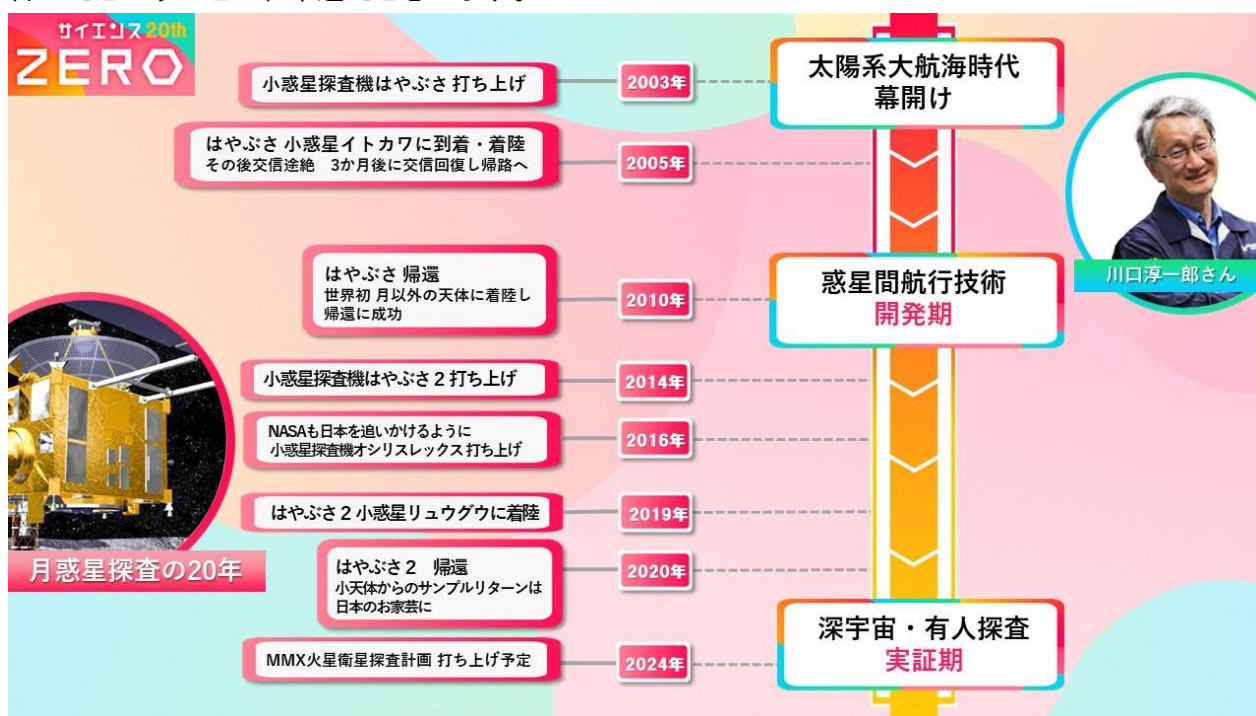 サイエンス20th
ZERO
小惑星探査機はやぶさ 打ち上げ
2003年
太陽系大航海時代
幕開け
はやぶさ 小惑星イトカワに到着・着陸
その後交信途絶 3か月後に交信回復し帰路へ
2005年
川口淳一郎さん
はやぶさ 帰還
世界初 月以外の天体に着陸し
帰還に成功
2010年
惑星間航行技術
開発期
小惑星探査機はやぶさ2 打ち上げ
2014年
NASAも日本を追いかけるように
小惑星探査機オシリスレックス 打ち上げ
2016年
はやぶさ2 小惑星リュウグウに着陸
2019年
月惑星探査の20年
はやぶさ2 帰還
小天体からのサンプルリターンは
日本のお家芸に
2020年
深宇宙・有人探査
実証期
MMX火星衛星探査計画 打ち上げ予定
2024年